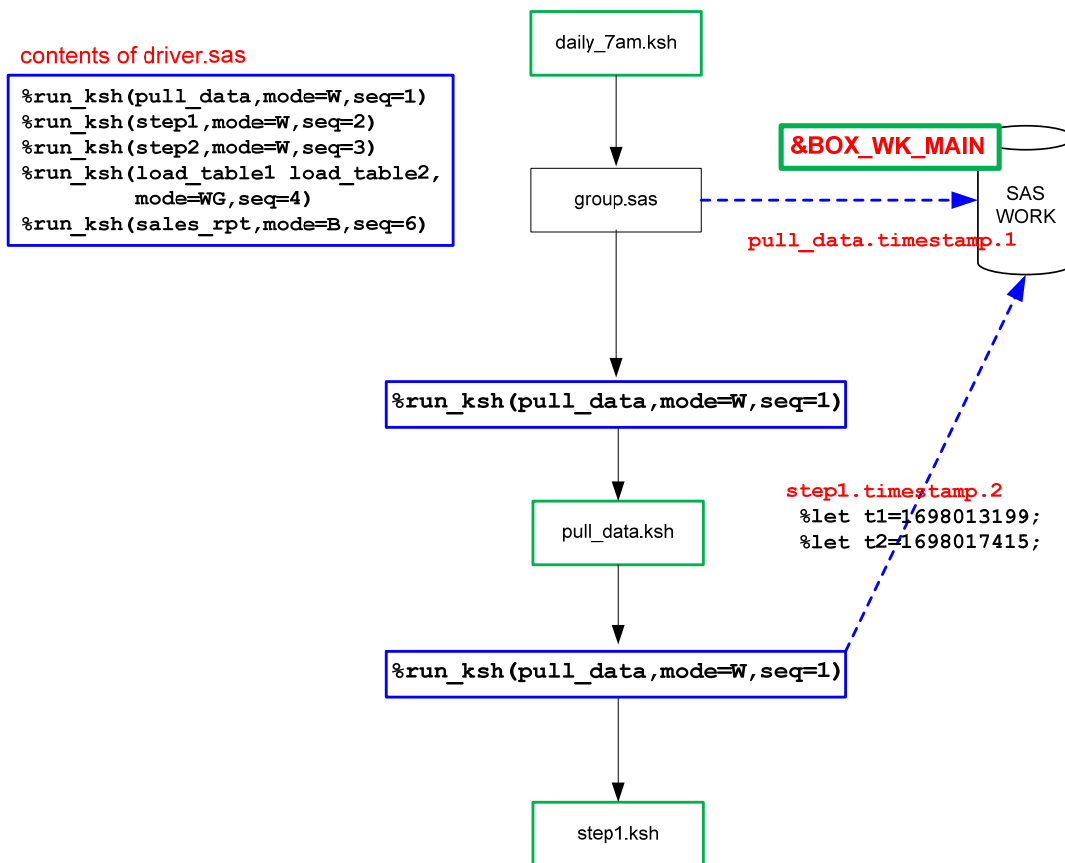 contents of driver.sas
%run_ksh(pull_data,mode=W,seq=1)
%run_ksh(step1,mode=W,seq=2)
%run_ksh(step2,mode=W,seq=3)
%run_ksh(load_table1 load_table2,
mode=WG,seq=4)
%run_ksh(sales_rpt,mode=B,seq=6)
daily_7am.ksh
&BOX_WK_MAIN
group.sas
SAS
WORK
pull_data.timestamp.1
%run_ksh(pull_data,mode=W,seq=1)
pull_data.ksh
step1.timestamp.2
%let t1=1698013199;
%let t2=1698017415;
%run_ksh(pull_data,mode=W,seq=1)
step1.ksh